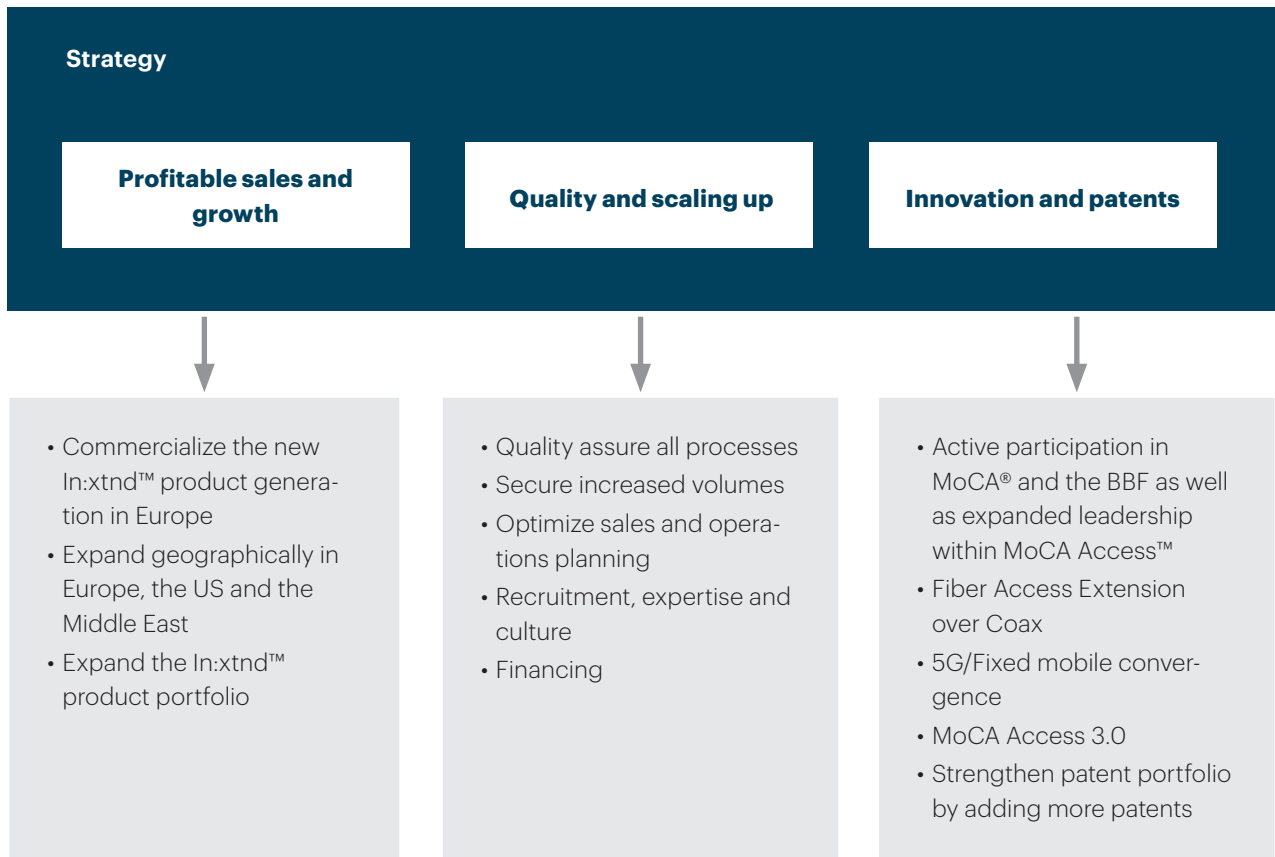 Strategy
Profitable sales and
growth
Quality and scaling up
Innovation and patents
• Commercialize the new
In:xtnd™ product genera-
tion in Europe
• Expand geographically in
Europe, the US and the
Middle East
• Expand the In:xtnd™
product portfolio
• Quality assure all processes
• Secure increased volumes
• Optimize sales and opera-
tions planning
• Recruitment, expertise and
culture
• Financing
• Active participation in
MoCA® and the BBF as well
as expanded leadership
within MoCA Access™
• Fiber Access Extension
over Coax
• 5G/Fixed mobile conver-
gence
• MoCA Access 3.0
• Strengthen patent portfolio
by adding more patents